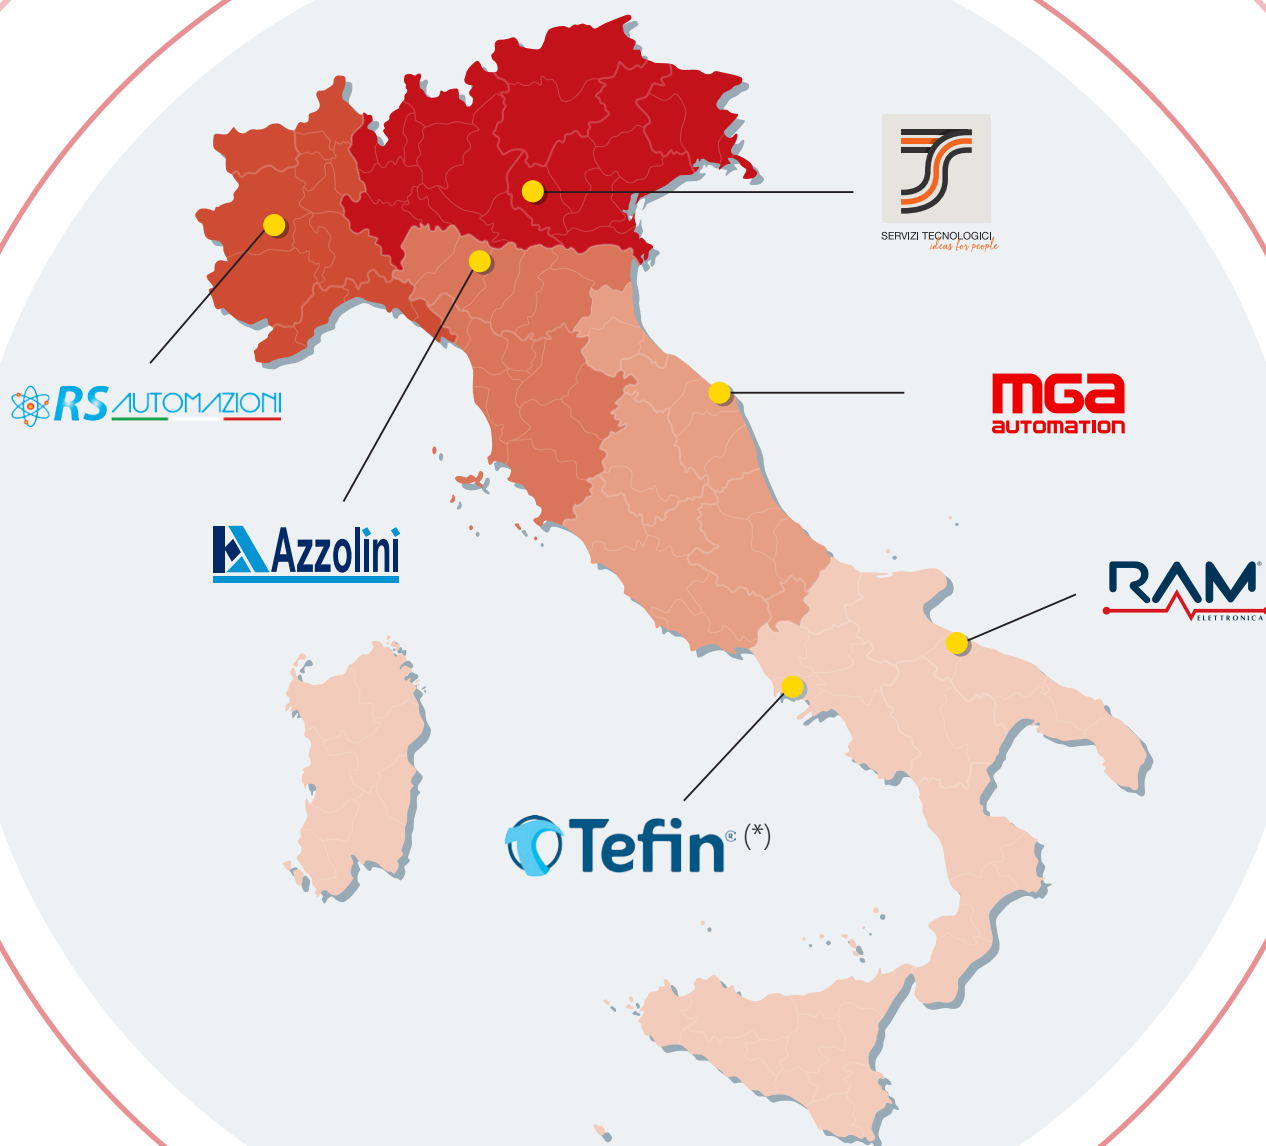 SERVIZI TECNOLOGICI
ideas for people
RS AUTOMAZIONI
mGa
automation
Azzolini
RAM®
ELETTRONICA
Tefin® (*)